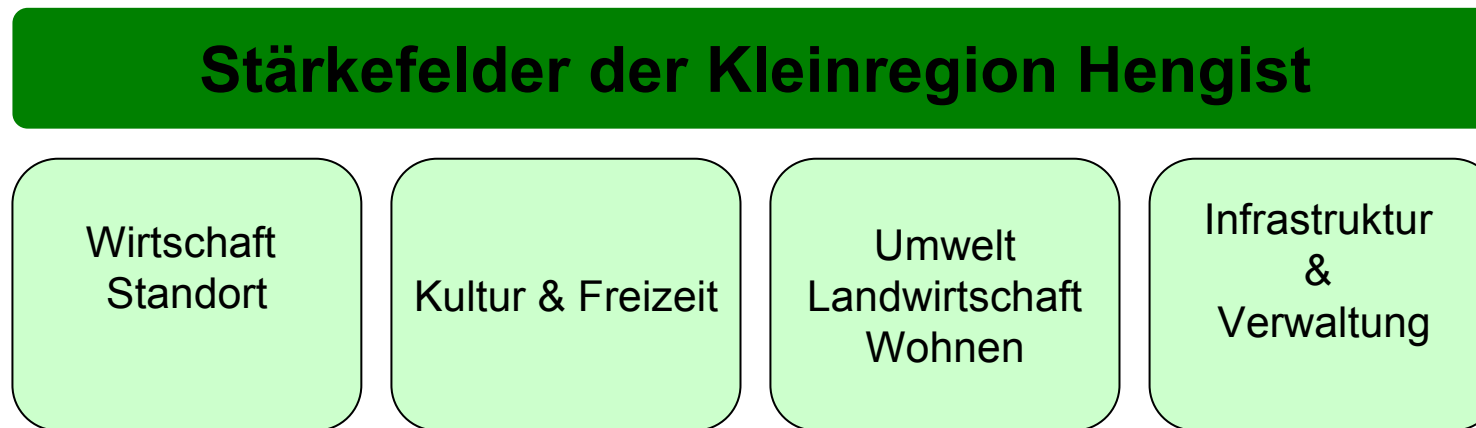 Stärkefelder der Kleinregion Hengist
Wirtschaft
Standort
Kultur & Freizeit
Umwelt
Landwirtschaft
Wohnen
Infrastruktur
&
Verwaltung